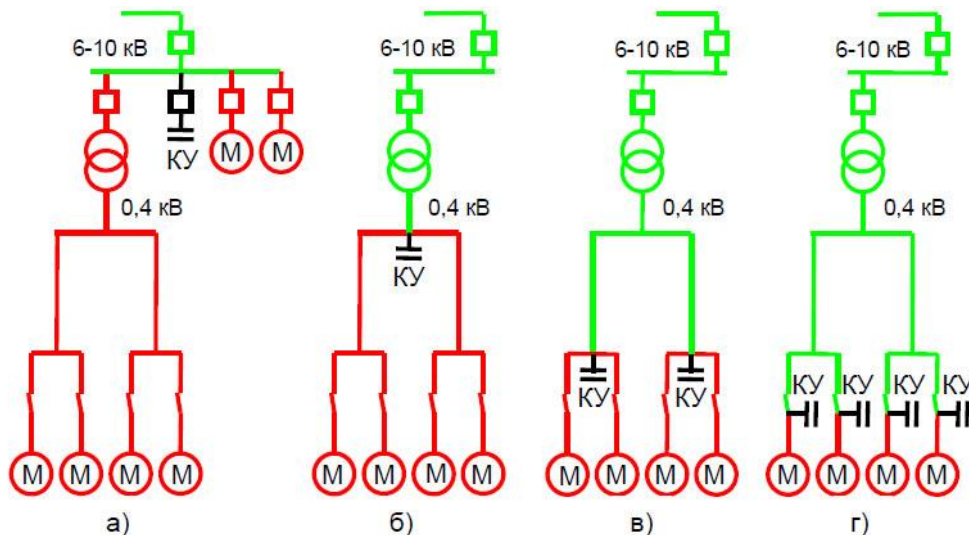 6-10 кВ 6-10 кВ 6-10 кВ 6-10 кВ
КУ М М
0,4 кВ 0,4 кВ 0,4 кВ 0,4 кВ
КУ
КУ КУ КУ КУ КУ КУ
М М М М М М М М М М М М М М М М
а) б) в) г)